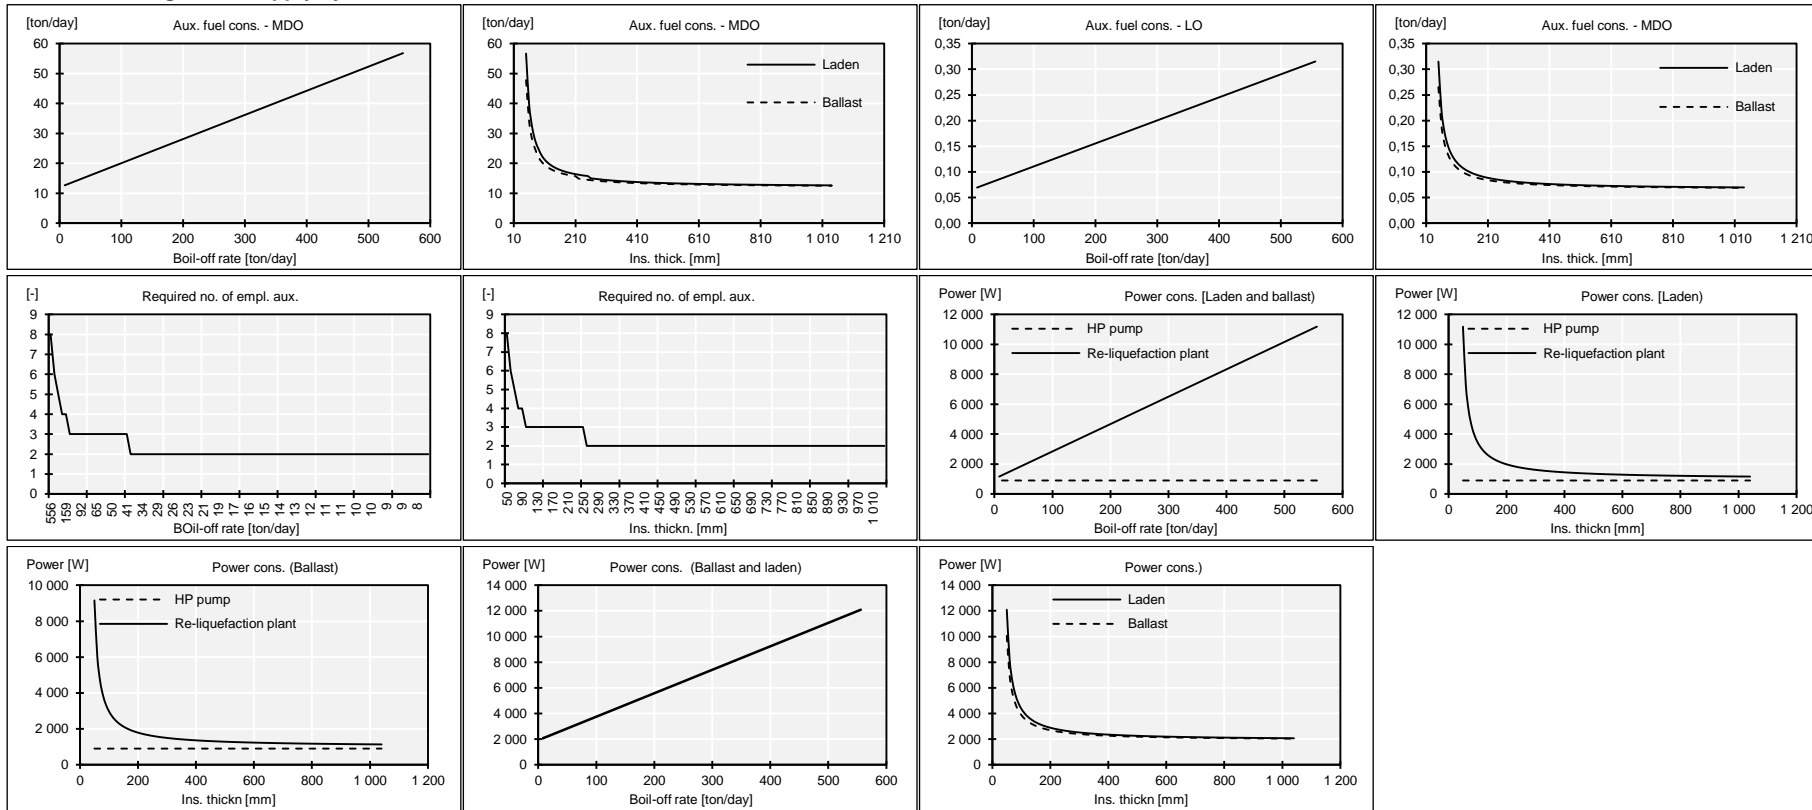 [ton/day] Aux. fuel cons. - MDO
60
50
40
30
20
10
0
0 100 200 300 400 500 600
Boil-off rate [ton/day]
[ton/day] Aux. fuel cons. - MDO
60
50
40
30
20
10
0
Laden
Ballast
10 210 410 610 810 1 010 1 210
Ins. thick. [mm]
[ton/day] Aux. fuel cons. - LO
0,35
0,30
0,25
0,20
0,15
0,10
0,05
0,00
0 100 200 300 400 500 600
Boil-off rate [ton/day]
[ton/day] Aux. fuel cons. - MDO
0,35
0,30
0,25
0,20
0,15
0,10
0,05
0,00
Laden
Ballast
10 210 410 610 810 1 010 1 210
Ins. thick. [mm]
[-] Required no. of empl. aux.
9
8
7
6
5
4
3
2
1
0
556 159 92 65 50 41 34 29 26 23 21 19 17 16 15 14 13 12 11 11 10 10 9 9 8
BOil-off rate [ton/day]
[-] Required no. of empl. aux.
9
8
7
6
5
4
3
2
1
0
50 90 130 170 210 250 290 330 370 410 450 490 530 570 610 650 690 730 770 810 850 890 930 970 1 010
Ins. thickn. [mm]
Power [W] Power cons. [Laden and ballast)
12 000
10 000
8 000
6 000
4 000
2 000
0
HP pump
Re-liquefaction plant
0 100 200 300 400 500 600
Boil-off rate [ton/day]
Power [W] Power cons. [Laden)
12 000
10 000
8 000
6 000
4 000
2 000
0
HP pump
Re-liquefaction plant
0 200 400 600 800 1 000 1 200
Ins. thickn [mm]
Power [W] Power cons. (Ballast)
10 000
8 000
6 000
4 000
2 000
0
HP pump
Re-liquefaction plant
0 200 400 600 800 1 000 1 200
Ins. thickn [mm]
Power [W] Power cons. (Ballast and laden)
14 000
12 000
10 000
8 000
6 000
4 000
2 000
0
0 100 200 300 400 500 600
Boil-off rate [ton/day]
Power [W] Power cons.)
14 000
12 000
10 000
8 000
6 000
4 000
2 000
0
Laden
Ballast
0 200 400 600 800 1 000 1 200
Ins. thickn [mm]